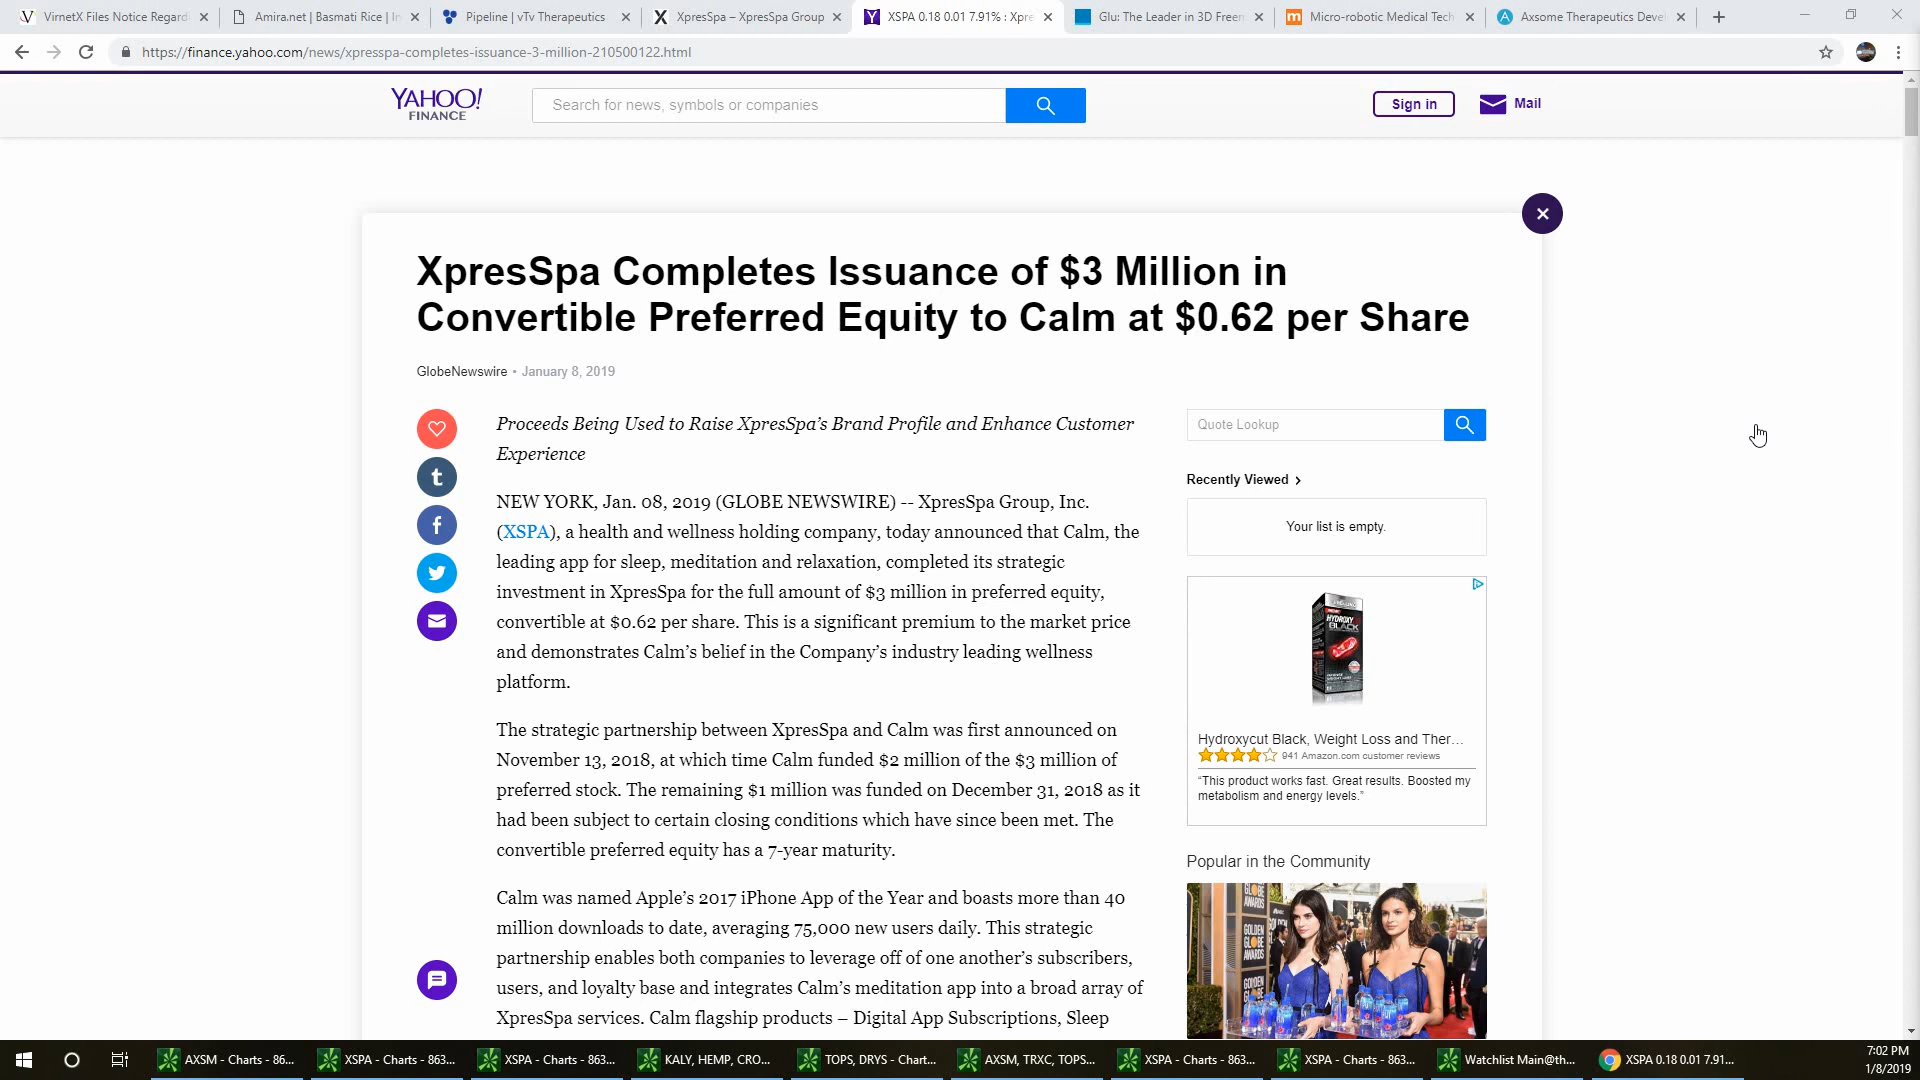 VirnetX Files Notice Regardi
Amira.net | Basmati Rice | In
Pipeline | vTv Therapeutics
XpresSpa – XpresSpa Group
XSPA 0.18 0.01 7.91% : Xpre
Glu: The Leader in 3D Freem
Micro-robotic Medical Tech
Axsome Therapeutics Deve
https://finance.yahoo.com/news/xpresspa-completes-issuance-3-million-210500122.html
YAHOO!
FINANCE
Search for news, symbols or companies
Sign in
Mail
XpresSpa Completes Issuance of $3 Million in
Convertible Preferred Equity to Calm at $0.62 per Share
GlobeNewswire • January 8, 2019
Proceeds Being Used to Raise XpresSpa's Brand Profile and Enhance Customer
Experience
NEW YORK, Jan. 08, 2019 (GLOBE NEWSWIRE) -- XpresSpa Group, Inc.
(XSPA), a health and wellness holding company, today announced that Calm, the
leading app for sleep, meditation and relaxation, completed its strategic
investment in XpresSpa for the full amount of $3 million in preferred equity,
convertible at $0.62 per share. This is a significant premium to the market price
and demonstrates Calm's belief in the Company's industry leading wellness
platform.
The strategic partnership between XpresSpa and Calm was first announced on
November 13, 2018, at which time Calm funded $2 million of the $3 million of
preferred stock. The remaining $1 million was funded on December 31, 2018 as it
had been subject to certain closing conditions which have since been met. The
convertible preferred equity has a 7-year maturity.
Calm was named Apple's 2017 iPhone App of the Year and boasts more than 40
million downloads to date, averaging 75,000 new users daily. This strategic
partnership enables both companies to leverage off of one another's subscribers,
users, and loyalty base and integrates Calm's meditation app into a broad array of
XpresSpa services. Calm flagship products – Digital App Subscriptions, Sleep
Quote Lookup
Recently Viewed
Your list is empty.
HYDROXY
BLACK
Hydroxycut Black, Weight Loss and Ther...
941 Amazon.com customer reviews
“This product works fast. Great results. Boosted my
metabolism and energy levels.”
Popular in the Community
GLOBE
AWARDS
GOLDEN
GLOBE
AWARDS
GOLDEN
AXSM - Charts - 86...
XSPA - Charts - 863...
XSPA - Charts - 863...
KALY, HEMP, CRO...
TOPS, DRYS - Chart...
AXSM, TRXC, TOPS...
XSPA - Charts - 863...
XSPA - Charts - 863...
Watchlist Main@th...
XSPA 0.18 0.01 7.91...
7:02 PM
1/8/2019